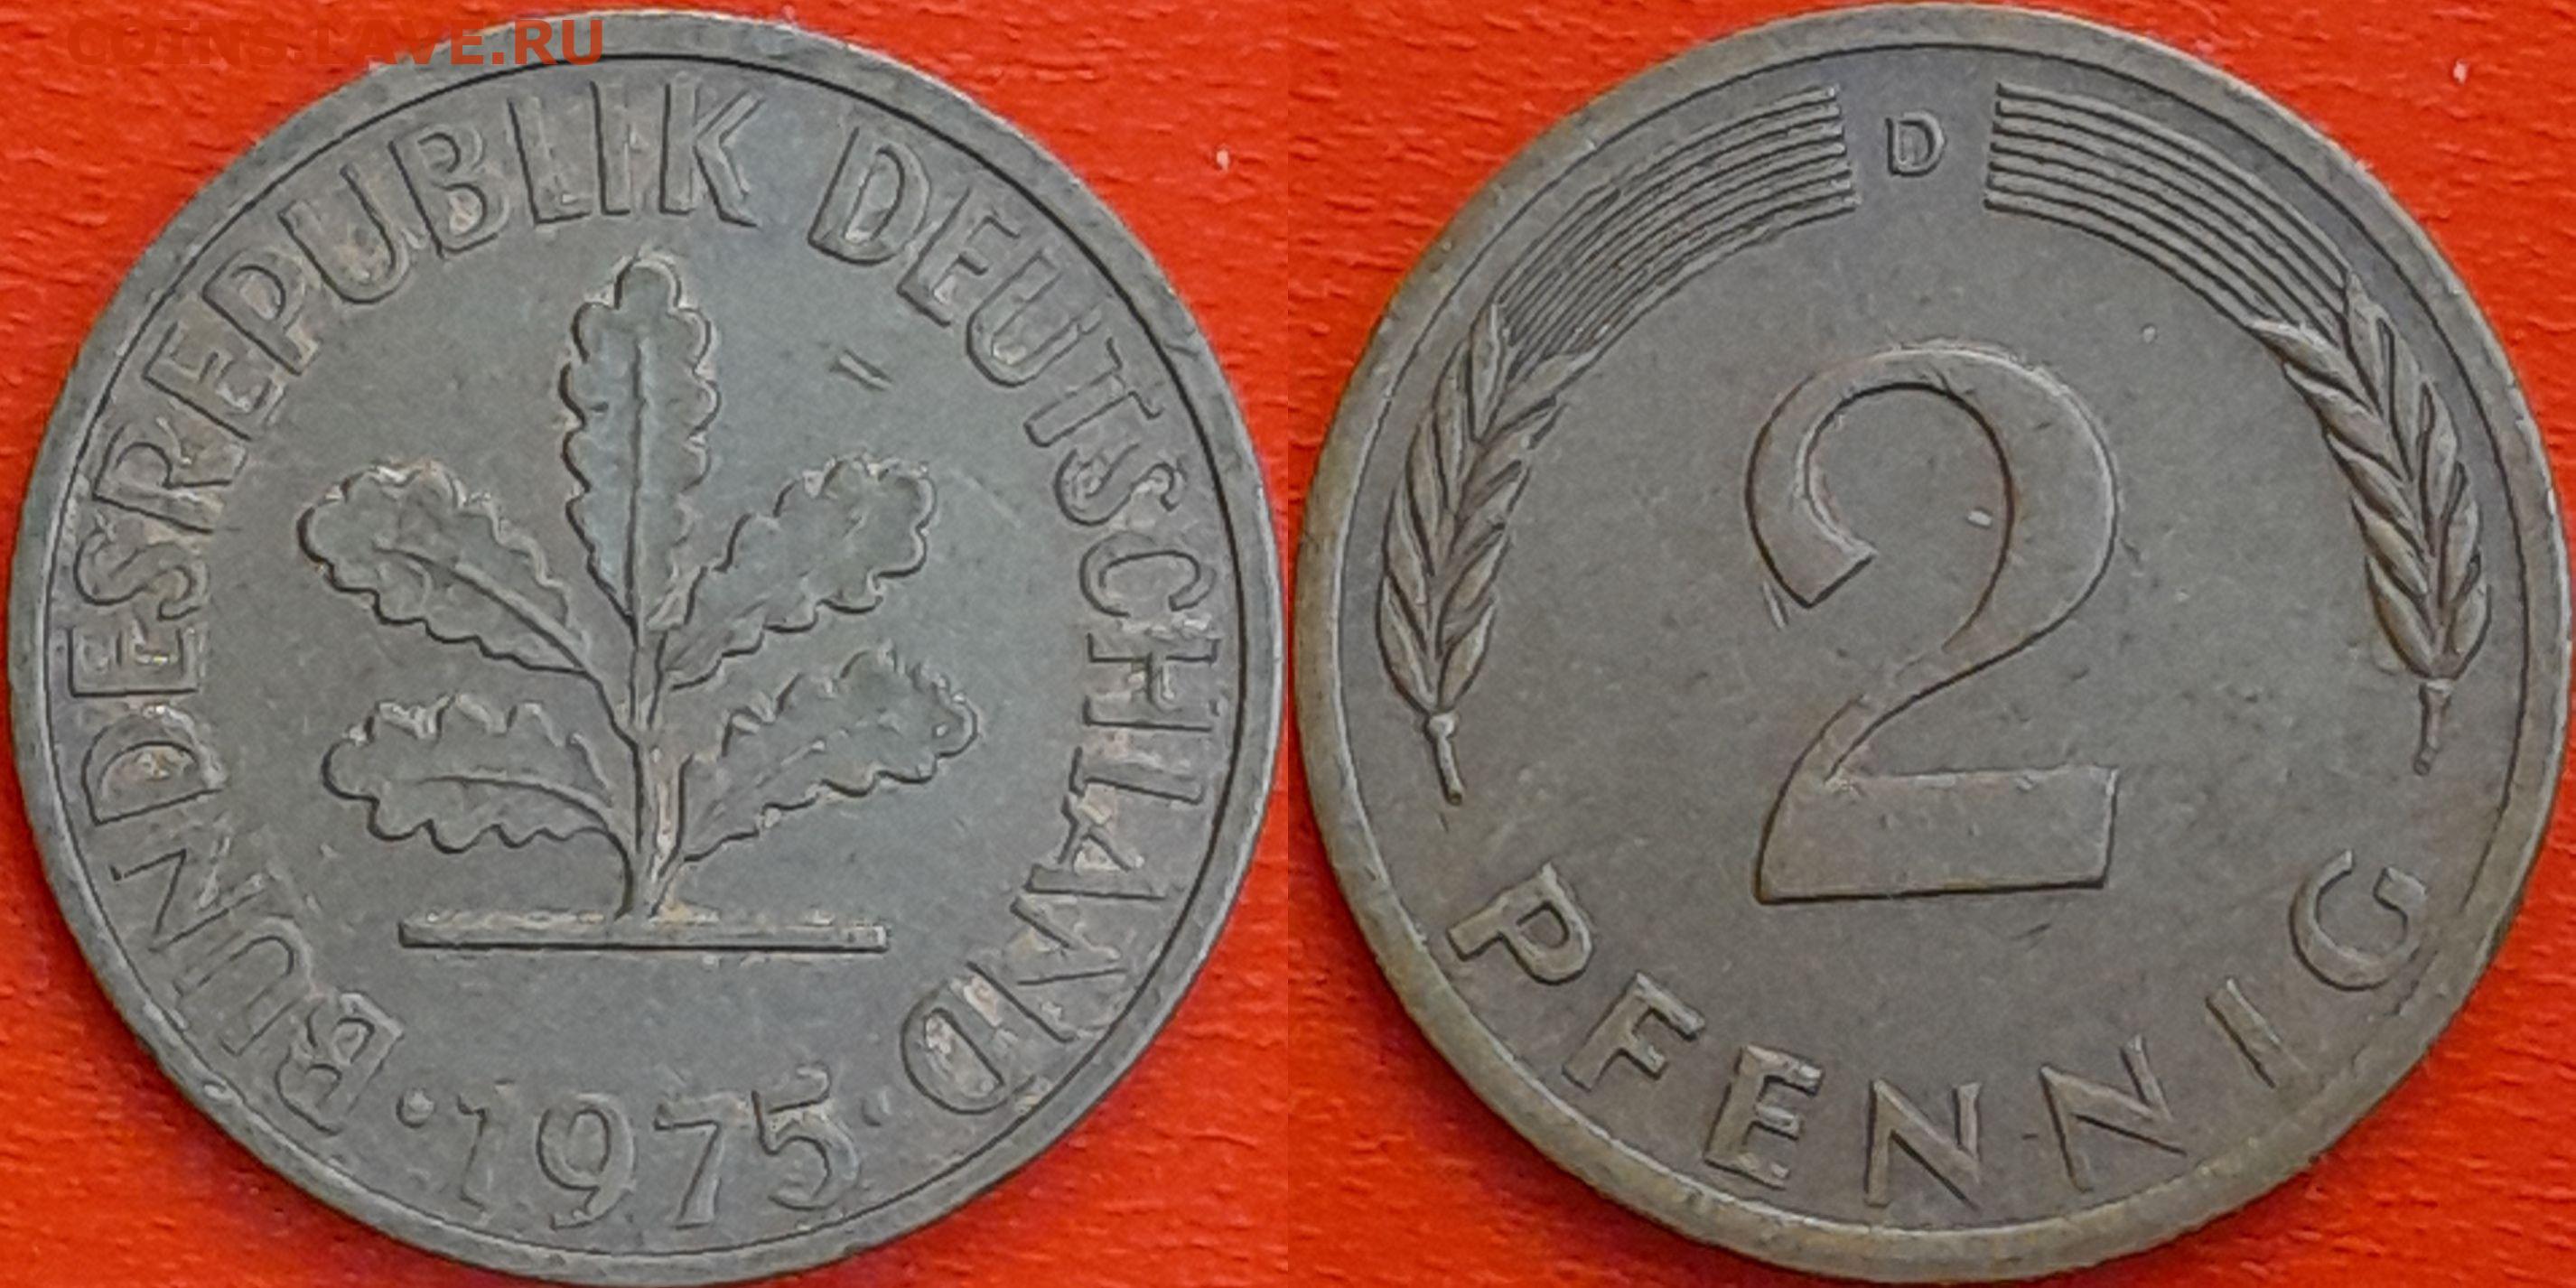 COINS.LAVE.RU
BUNDESREPUBLIK DEUTSCHLAND
· 1975 ·
D
2
PFENNIG